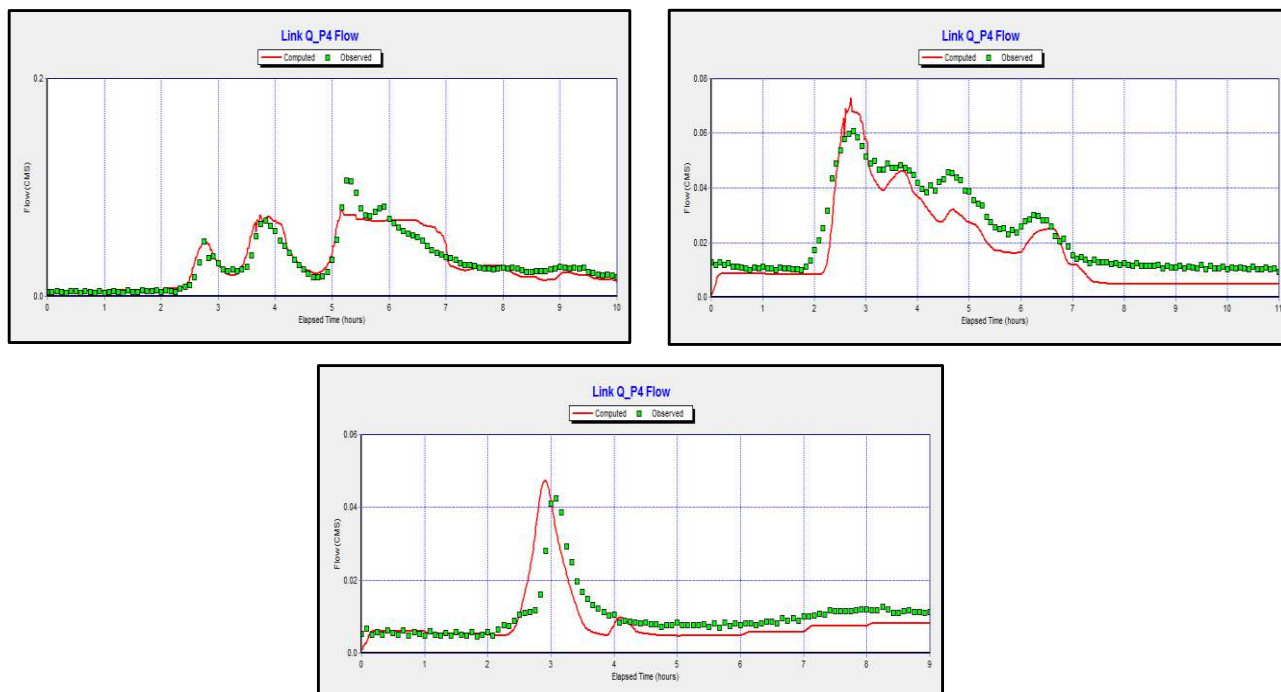 Link Q_P4 Flow
Computed Observed
0.2
0.0
Flow (CMS)
0 1 2 3 4 5 6 7 8 9 10
Elapsed Time (hours)
Link Q_P4 Flow
Computed Observed
0.08
0.06
0.04
0.02
0.0
Flow (CMS)
0 1 2 3 4 5 6 7 8 9 10 11
Elapsed Time (hours)
Link Q_P4 Flow
Computed Observed
0.06
0.04
0.02
0.0
Flow (CMS)
0 1 2 3 4 5 6 7 8 9
Elapsed Time (hours)